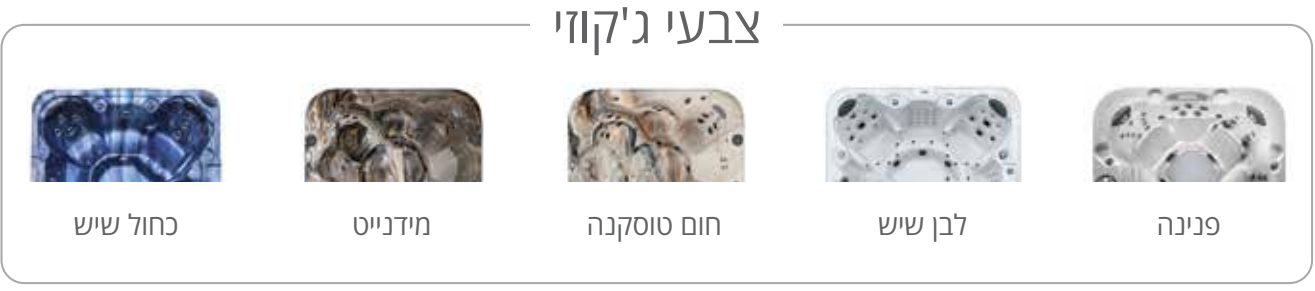 צבעי ג'קוזי
פנינה
לבן שיש
חום טוסקנה
מידנייט
כחול שיש